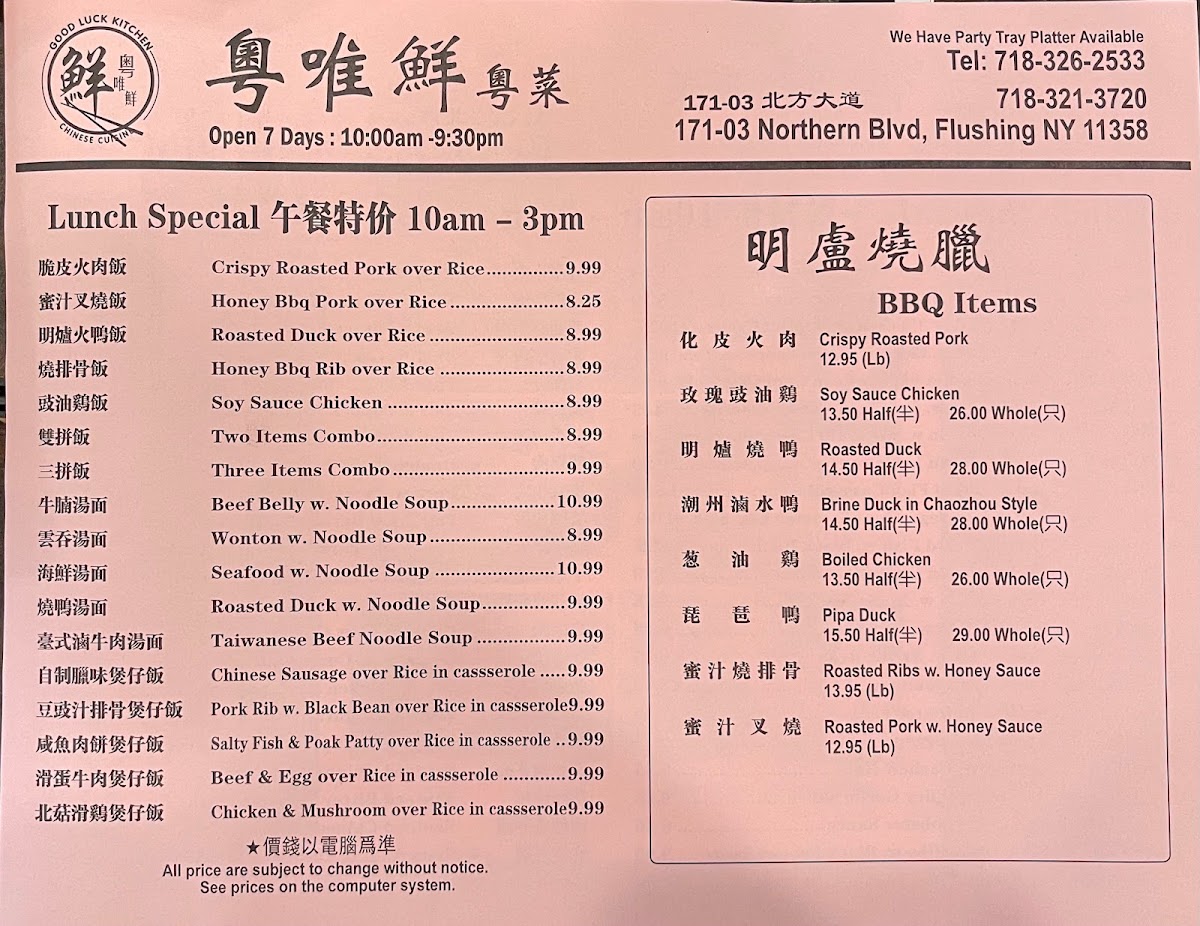 GOOD LUCK KITCHEN
鮮 粵唯鮮
CHINESE CUISINE
粵唯鮮 粵菜
Open 7 Days : 10:00am -9:30pm
We Have Party Tray Platter Available
Tel: 718-326-2533
171-03 北方大道 718-321-3720
171-03 Northern Blvd, Flushing NY 11358
Lunch Special 午餐特价 10am – 3pm
脆皮火肉飯 Crispy Roasted Pork over Rice..............9.99
蜜汁叉燒飯 Honey Bbq Pork over Rice....................8.25
明爐火鴨飯 Roasted Duck over Rice .......................8.99
燒排骨飯 Honey Bbq Rib over Rice .....................8.99
豉油鷄飯 Soy Sauce Chicken ..............................8.99
雙拼飯 Two Items Combo................................8.99
三拼飯 Three Items Combo.............................9.99
牛腩湯面 Beef Belly w. Noodle Soup..................10.99
雲吞湯面 Wonton w. Noodle Soup.......................8.99
海鮮湯面 Seafood w. Noodle Soup .....................10.99
燒鴨湯面 Roasted Duck w. Noodle Soup..............9.99
臺式滷牛肉湯面 Taiwanese Beef Noodle Soup ...............9.99
自制臘味煲仔飯 Chinese Sausage over Rice in cassserole .....9.99
豆豉汁排骨煲仔飯 Pork Rib w. Black Bean over Rice in cassserole9.99
咸魚肉餅煲仔飯 Salty Fish & Poak Patty over Rice in cassserole ..9.99
滑蛋牛肉煲仔飯 Beef & Egg over Rice in cassserole ...........9.99
北菇滑鷄煲仔飯 Chicken & Mushroom over Rice in cassserole9.99
★價錢以電腦爲準
All price are subject to change without notice.
See prices on the computer system.
明盧燒臘
BBQ Items
化皮火肉 Crispy Roasted Pork
12.95 (Lb)
玫瑰豉油鷄 Soy Sauce Chicken
13.50 Half(半) 26.00 Whole(只)
明爐燒鴨 Roasted Duck
14.50 Half(半) 28.00 Whole(只)
潮州滷水鴨 Brine Duck in Chaozhou Style
14.50 Half(半) 28.00 Whole(只)
葱油鷄 Boiled Chicken
13.50 Half(半) 26.00 Whole(只)
琵琶鴨 Pipa Duck
15.50 Half(半) 29.00 Whole(只)
蜜汁燒排骨 Roasted Ribs w. Honey Sauce
13.95 (Lb)
蜜汁叉燒 Roasted Pork w. Honey Sauce
12.95 (Lb)